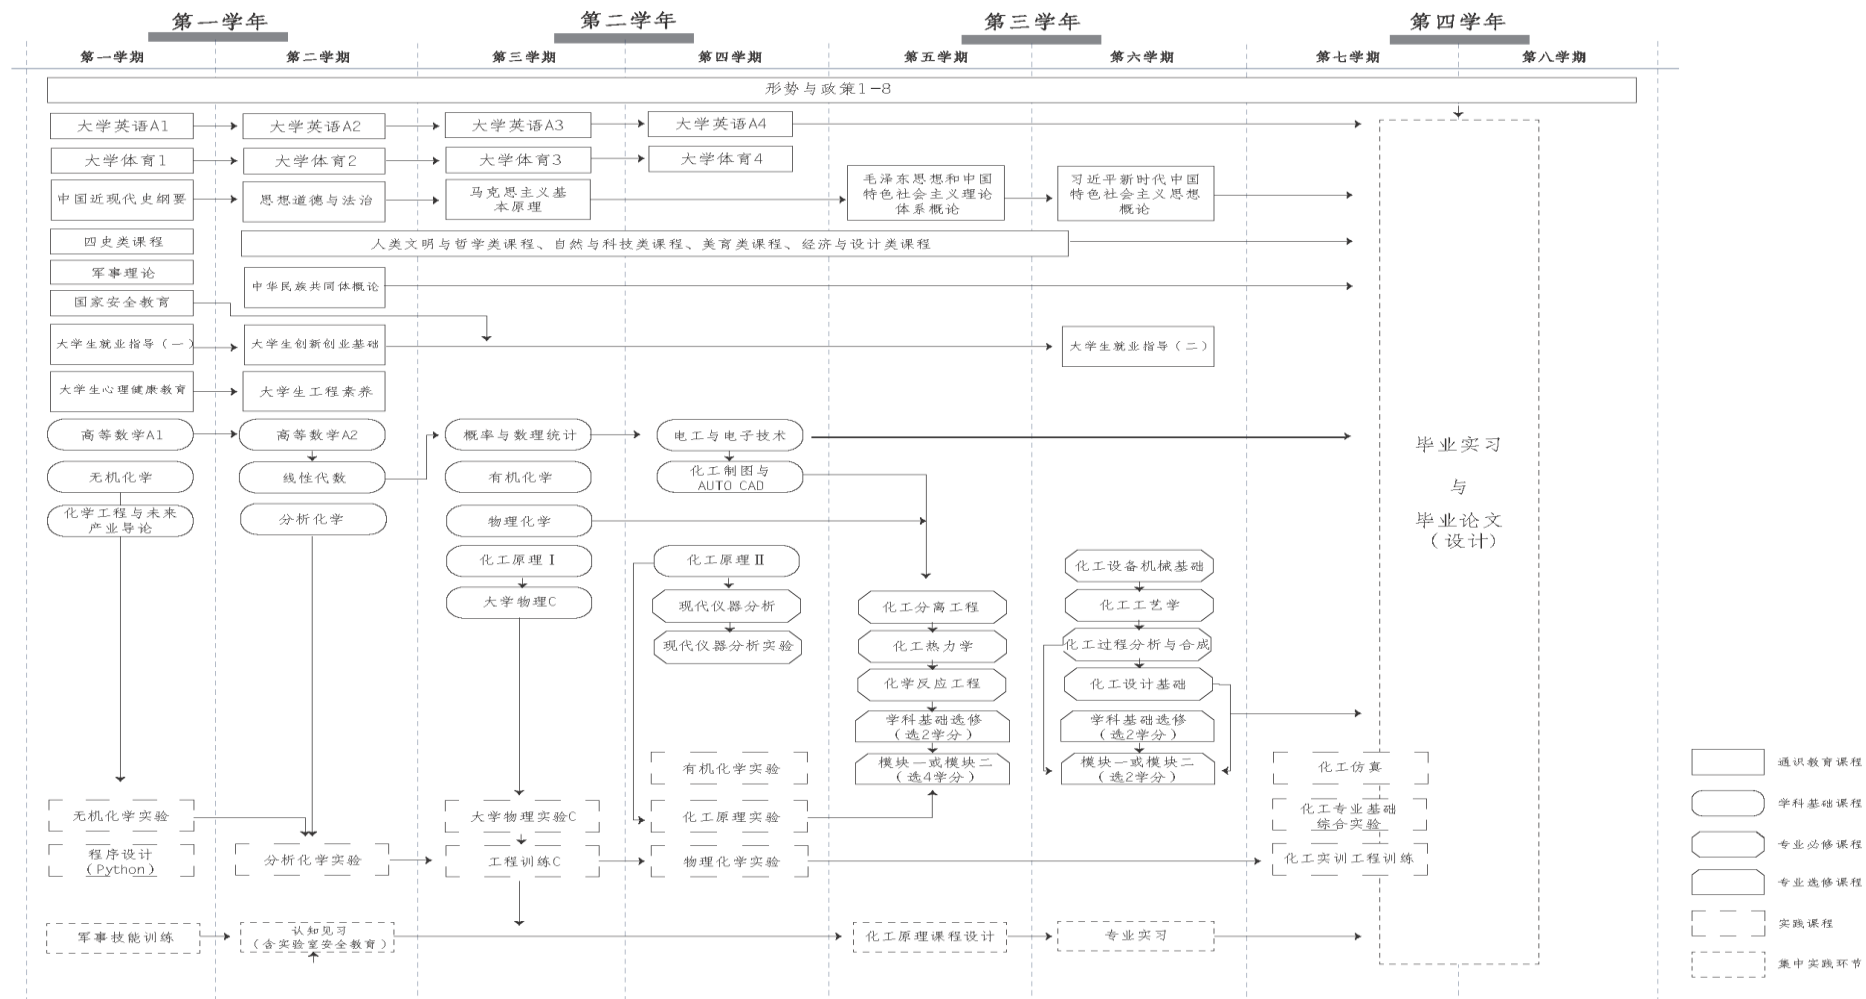 第一学年
第二学年
第三学年
第四学年
第一学期
第二学期
第三学期
第四学期
第五学期
第六学期
第七学期
第八学期
形势与政策1-8
大学英语A1
大学英语A2
大学英语A3
大学英语A4
大学体育1
大学体育2
大学体育3
大学体育4
中国近现代史纲要
思想道德与法治
马克思主义基
本原理
毛泽东思想和中国
特色社会主义理论
体系概论
习近平新时代中国
特色社会主义思想
概论
四史类课程
人类文明与哲学类课程、自然与科技类课程、美育类课程、经济与设计类课程
军事理论
中华民族共同体概论
国家安全教育
大学生就业指导（一）
大学生创新创业基础
大学生就业指导（二）
大学生心理健康教育
大学生工程素养
高等数学A1
高等数学A2
概率与数理统计
电工与电子技术
无机化学
线性代数
有机化学
化工制图与
AUTO CAD
化学工程与未来
产业导论
分析化学
物理化学
化工原理Ⅰ
化工原理Ⅱ
化工设备机械基础
大学物理C
现代仪器分析
化工分离工程
化工工艺学
现代仪器分析实验
化工热力学
化工过程分析与合成
化学反应工程
化工设计基础
学科基础选修
（选2学分）
学科基础选修
（选2学分）
有机化学实验
模块一或模块二
（选4学分）
模块一或模块二
（选2学分）
化工仿真
无机化学实验
大学物理实验C
化工原理实验
化工专业基础
综合实验
程序设计
（Python）
分析化学实验
工程训练C
物理化学实验
化工实训工程训练
军事技能训练
认知见习
（含实验室安全教育）
化工原理课程设计
专业实习
毕业实习
与
毕业论文
（设计）
通识教育课程
学科基础课程
专业必修课程
专业选修课程
实践课程
集中实践环节